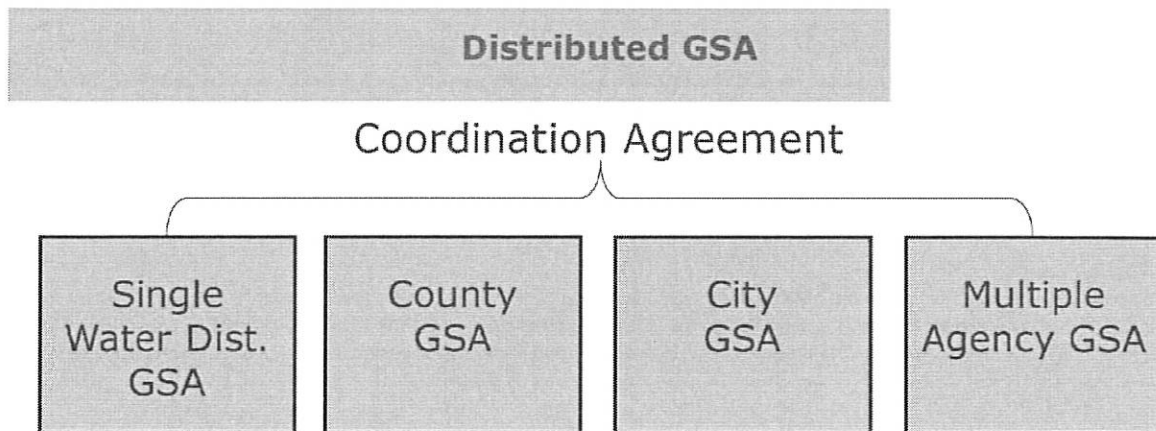 Distributed GSA
Coordination Agreement
Single
Water Dist.
GSA
County
GSA
City
GSA
Multiple
Agency GSA